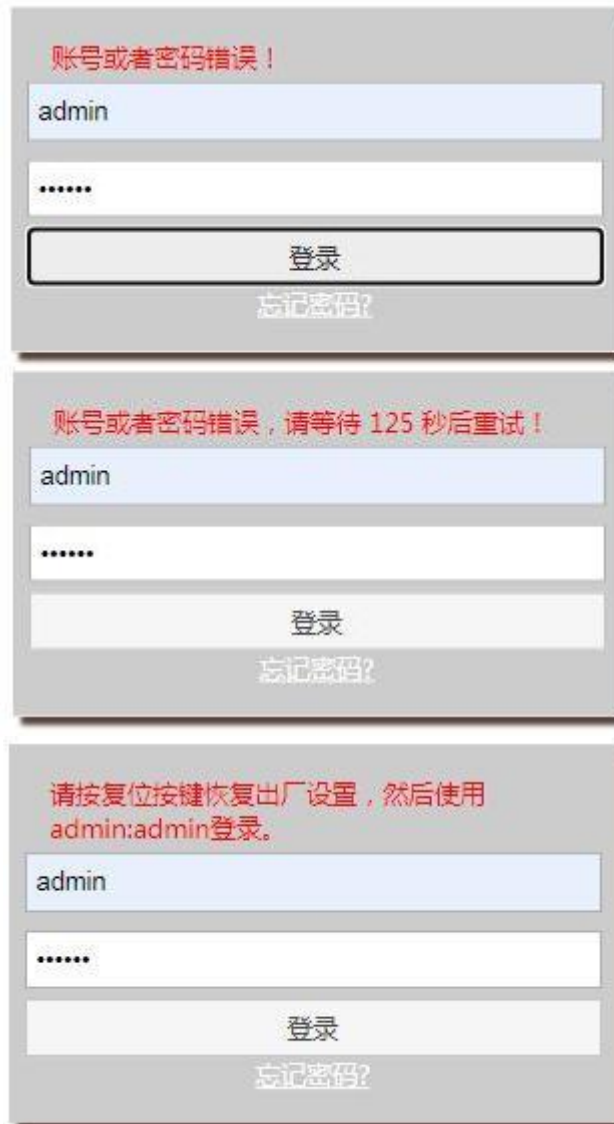 账号或者密码错误！
admin
••••••
登录
忘记密码?
账号或者密码错误，请等待 125 秒后重试！
admin
••••••
登录
忘记密码?
请按复位按键恢复出厂设置，然后使用
admin:admin登录。
admin
••••••
登录
忘记密码?